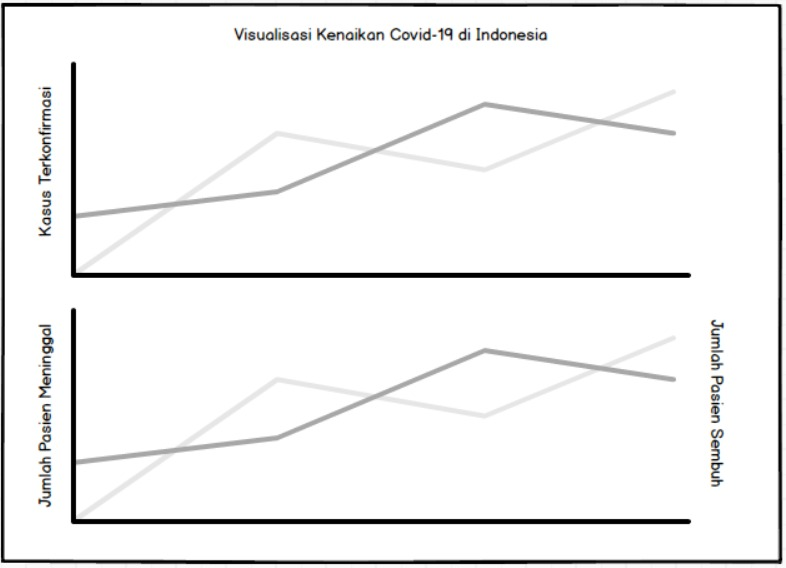 Visualisasi Kenaikan Covid-19 di Indonesia
Kasus Terkonfirmasi
Jumlah Pasien Meninggal
Jumlah Pasien Sembuh